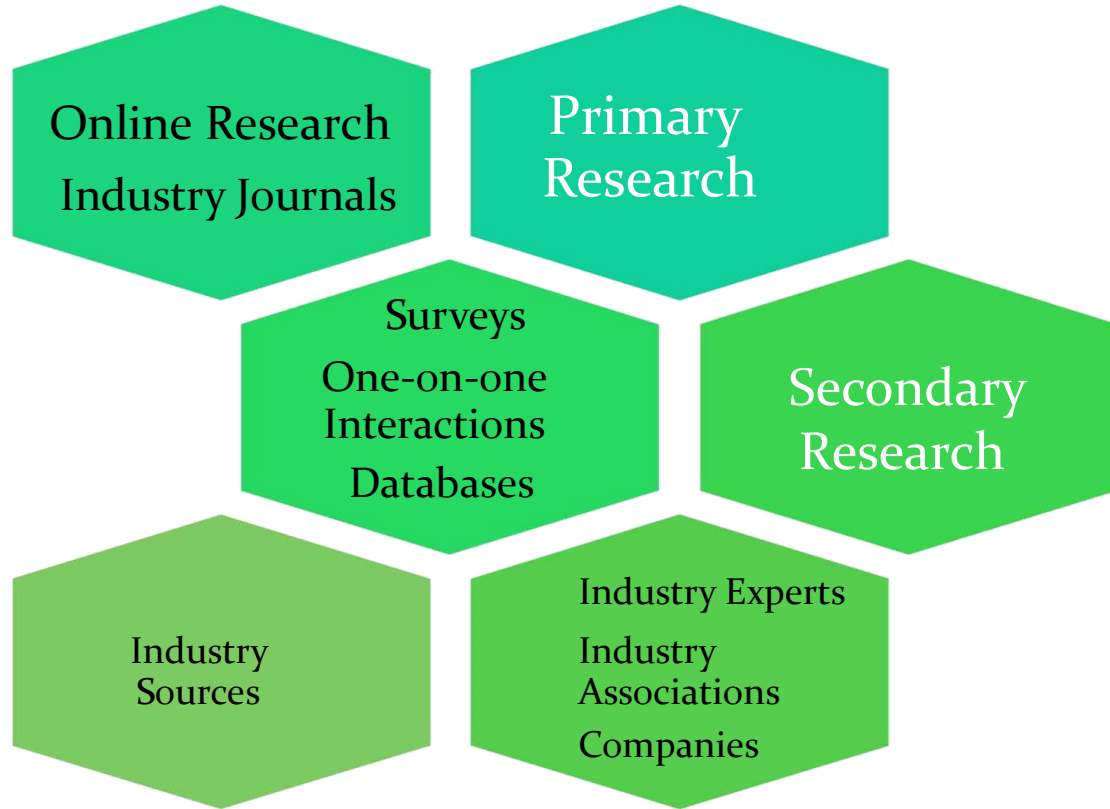 Online Research
Industry Journals
Primary
Research
Surveys
One-on-one
Interactions
Databases
Secondary
Research
Industry
Sources
Industry Experts
Industry
Associations
Companies